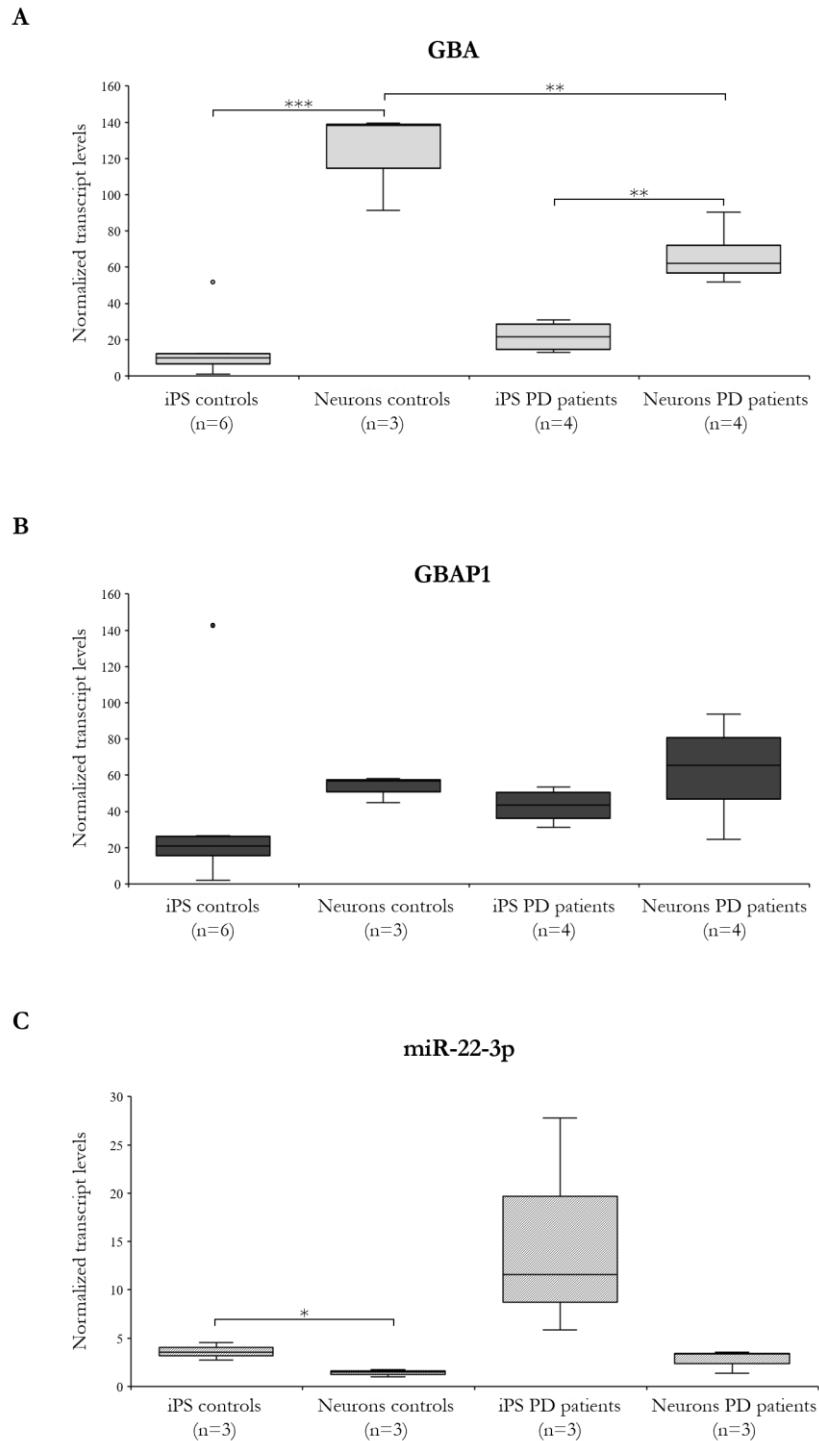 A
GBA
Normalized transcript levels
160
140
120
100
80
60
40
20
0
***
**
**
iPS controls
(n=6)
Neurons controls
(n=3)
iPS PD patients
(n=4)
Neurons PD patients
(n=4)
B
GBAP1
Normalized transcript levels
160
140
120
100
80
60
40
20
0
iPS controls
(n=6)
Neurons controls
(n=3)
iPS PD patients
(n=4)
Neurons PD patients
(n=4)
C
miR-22-3p
Normalized transcript levels
30
25
20
15
10
5
0
*
iPS controls
(n=3)
Neurons controls
(n=3)
iPS PD patients
(n=3)
Neurons PD patients
(n=3)